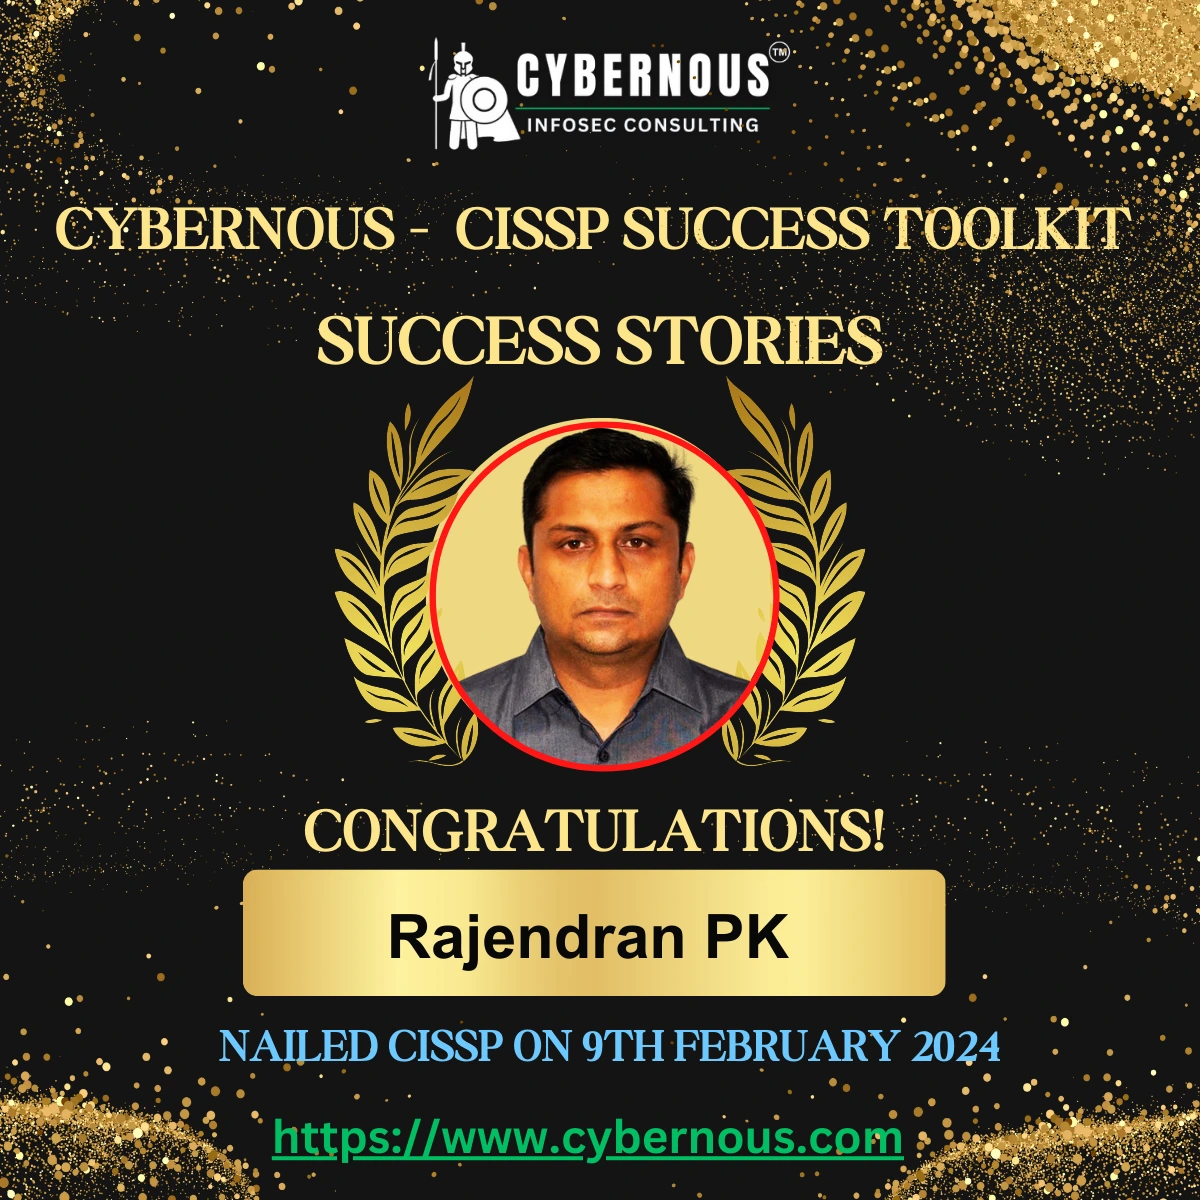 CYBERNOUS™
INFOSEC CONSULTING
CYBERNOUS - CISSP SUCCESS TOOLKIT
SUCCESS STORIES
CONGRATULATIONS!
Rajendran PK
NAILED CISSP ON 9TH FEBRUARY 2024
https://www.cybernous.com